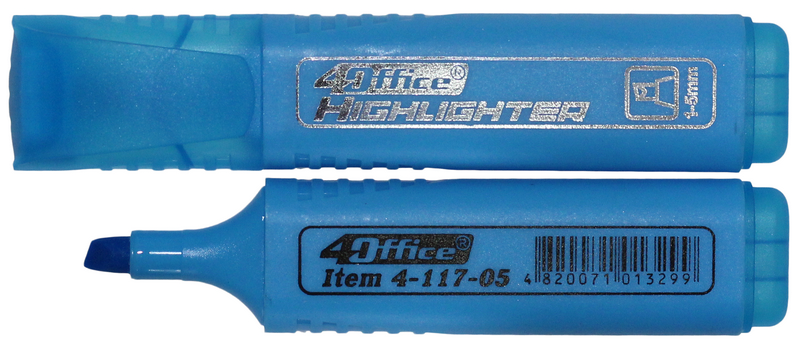 4Office®
HIGHLIGHTER
1-5mm
4Office®
Item 4-117-05
4 820071 013299